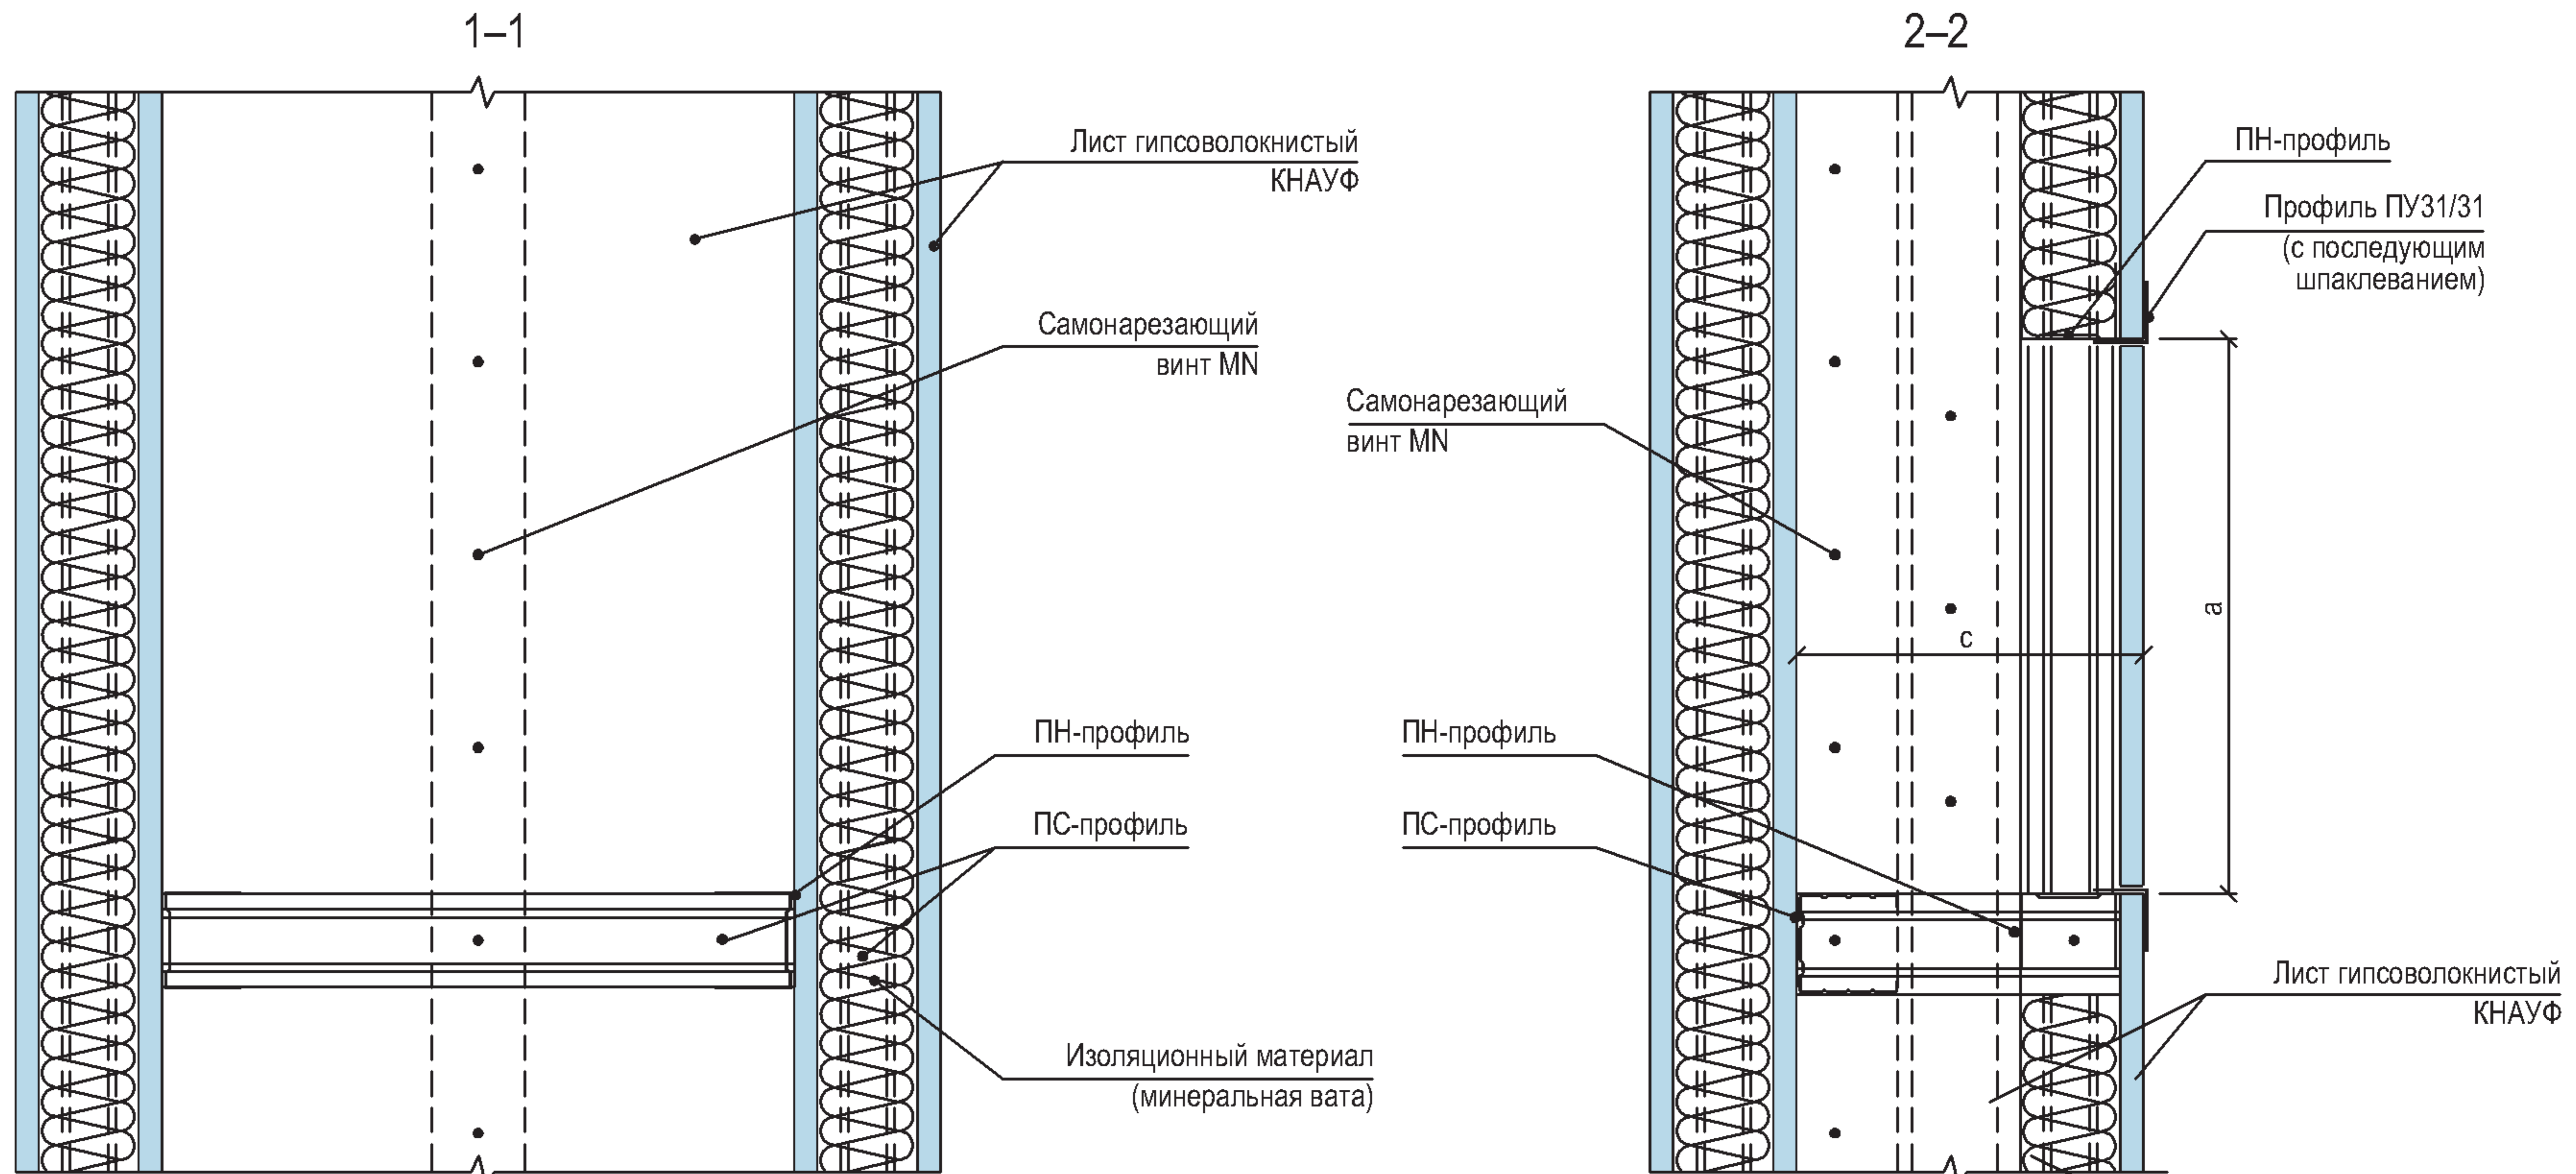 1–1
Лист гипсоволокнистый
КНАУФ
Самонарезающий
винт MN
ПН-профиль
ПС-профиль
Изоляционный материал
(минеральная вата)
2–2
ПН-профиль
Профиль ПУ31/31
(с последующим
шпаклеванием)
Самонарезающий
винт MN
a
c
ПН-профиль
ПС-профиль
Лист гипсоволокнистый
КНАУФ